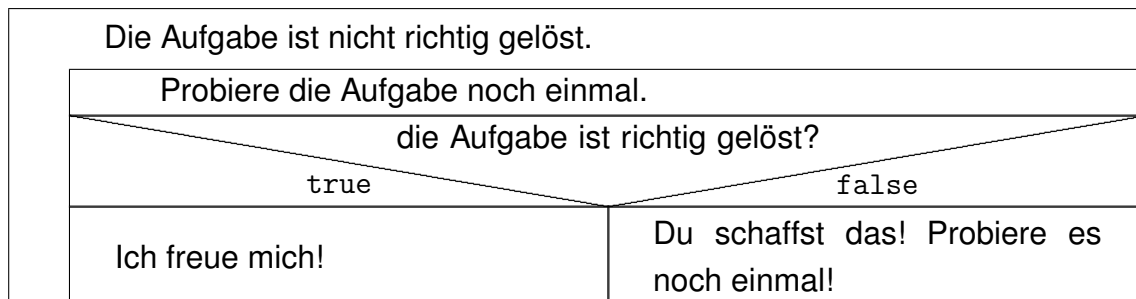 Die Aufgabe ist nicht richtig gelöst.
Probiere die Aufgabe noch einmal.
die Aufgabe ist richtig gelöst?
true
false
Ich freue mich!
Du schaffst das! Probiere es
noch einmal!